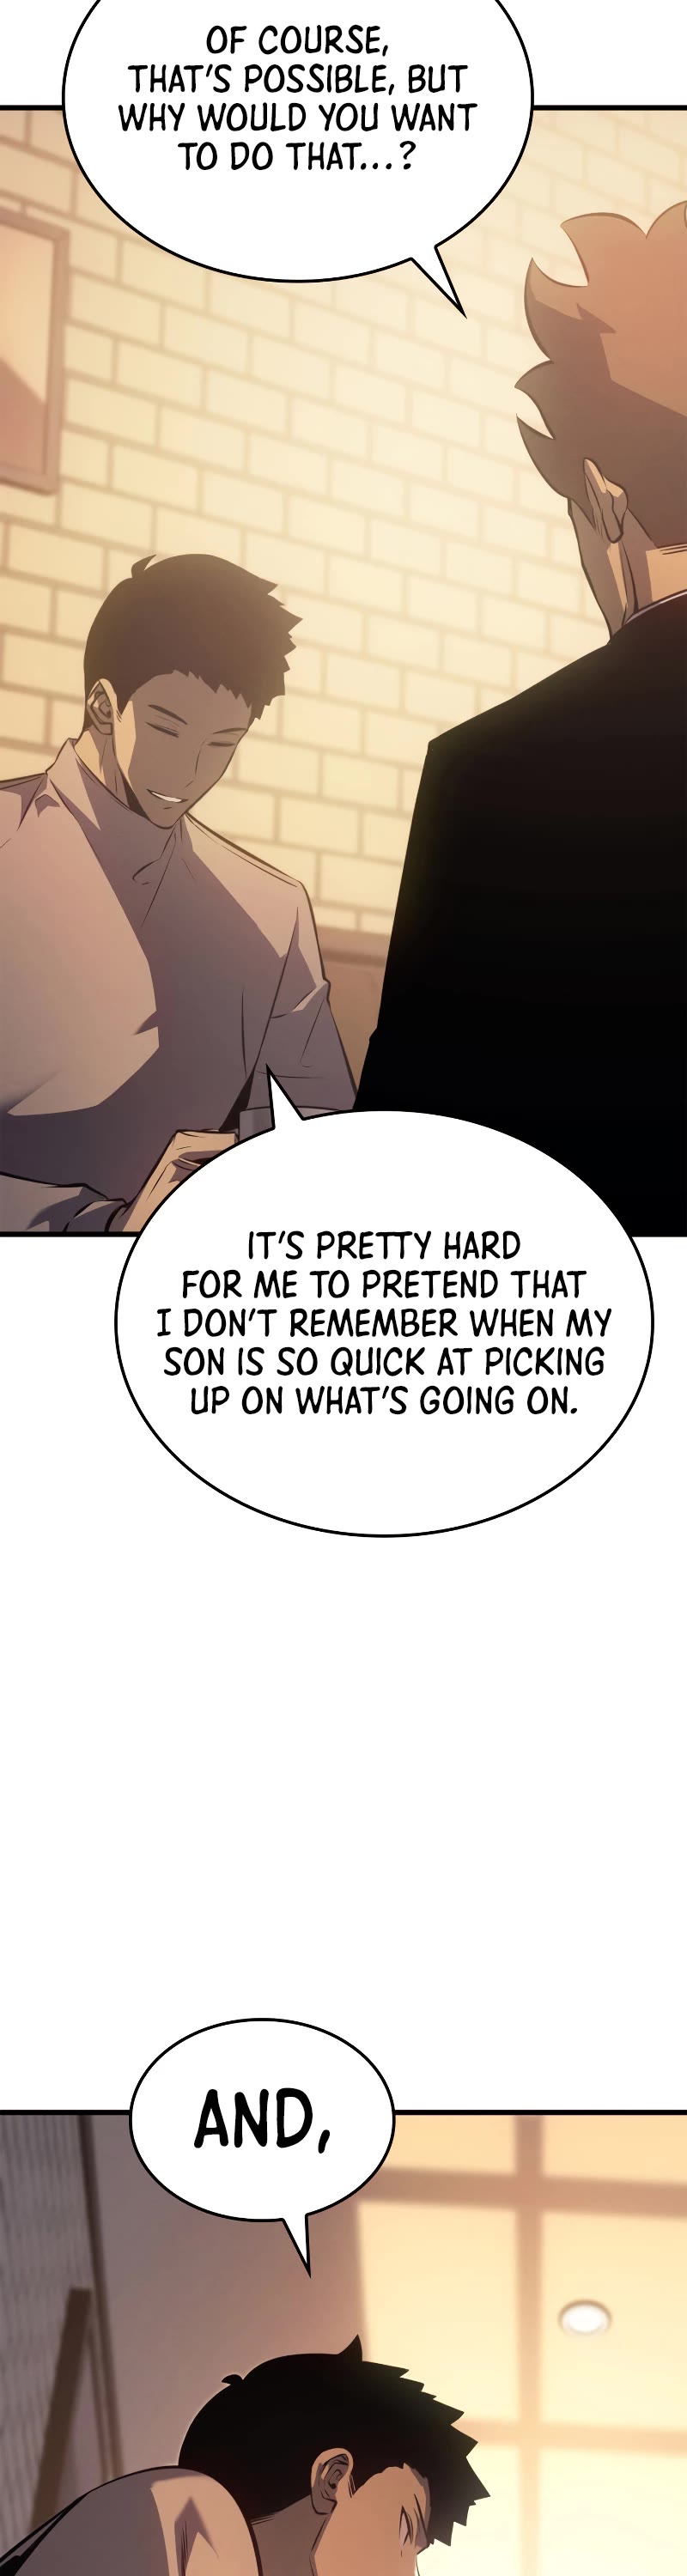 OF COURSE,
THAT'S POSSIBLE, BUT
WHY WOULD YOU WANT
TO DO THAT...?
IT'S PRETTY HARD
FOR ME TO PRETEND THAT
I DON'T REMEMBER WHEN MY
SON IS SO QUICK AT PICKING
UP ON WHAT'S GOING ON.
AND,